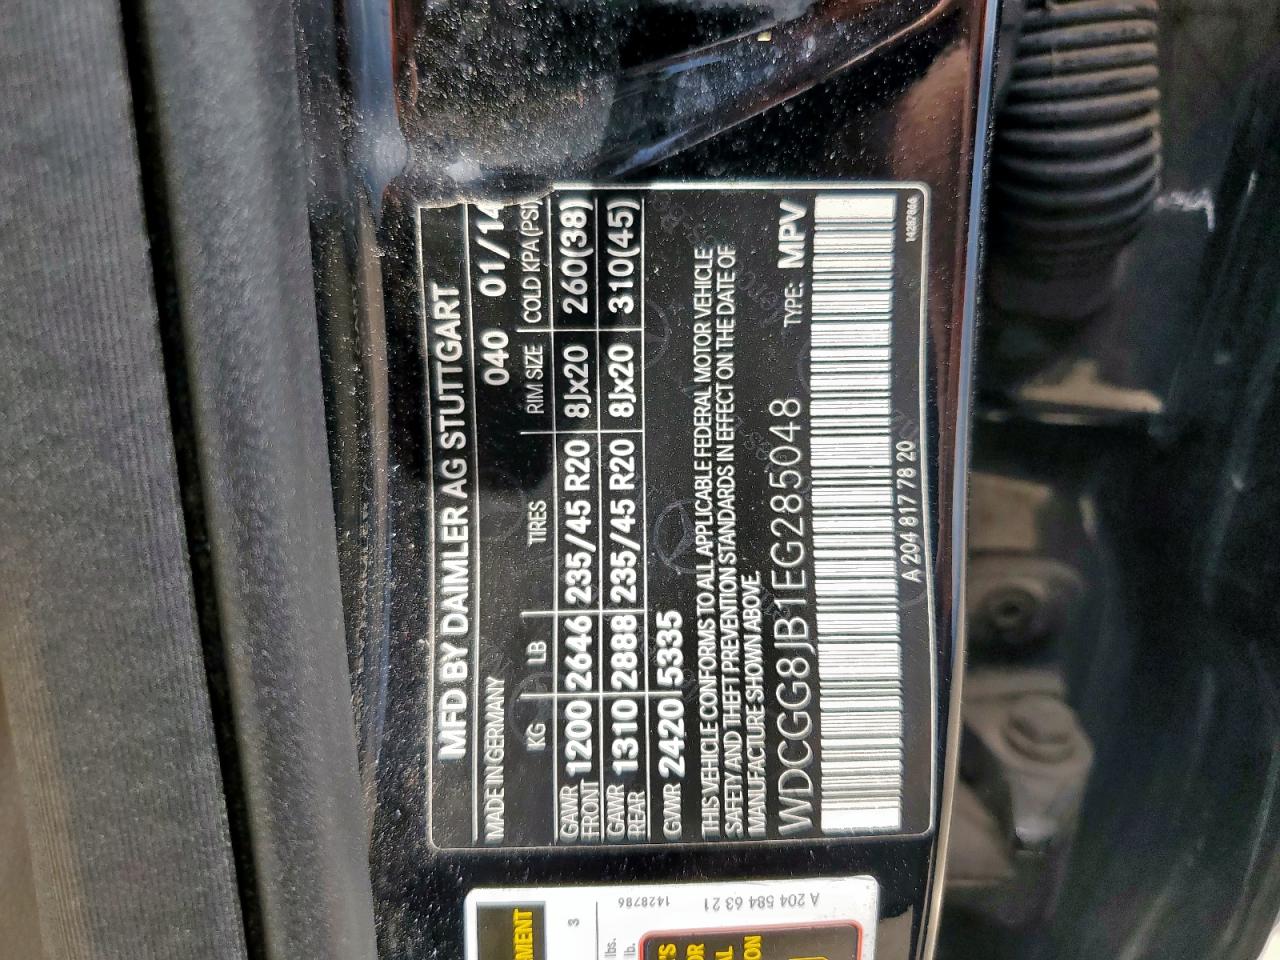 MFD BY DAIMLER AG STUTTGART
MADE IN GERMANY 040 01/14
KG LB TIRES RIM SIZE COLD KPA(PSI)
GAWR FRONT 1200 2646 235/45 R20 8Jx20 260(38)
GAWR REAR 1310 2888 235/45 R20 8Jx20 310(45)
GVWR 2420 5335
THIS VEHICLE CONFORMS TO ALL APPLICABLE FEDERAL MOTOR VEHICLE
SAFETY AND THEFT PREVENTION STANDARDS IN EFFECT ON THE DATE OF
MANUFACTURE SHOWN ABOVE.
WDCGG8JB1EG285048 TYPE: MPV
A 204 817 78 20
14287866
3
lbs.
lb.
1428786
A 204 584 63 21